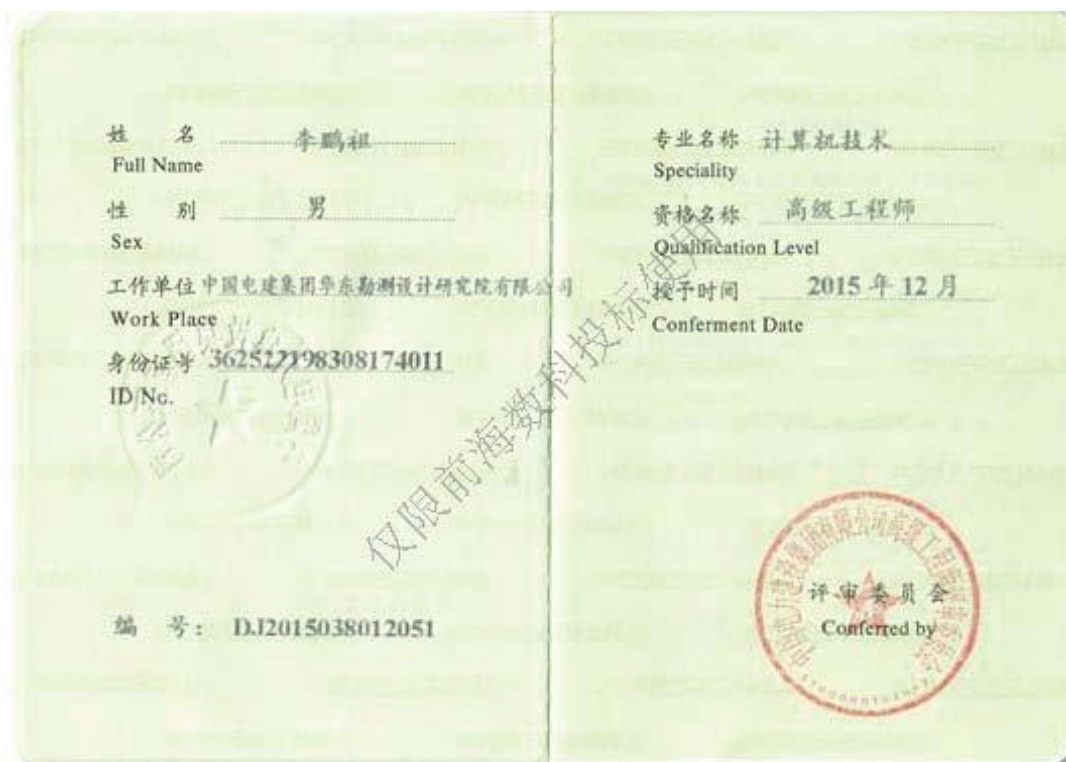 姓 名 李鹏祖
Full Name
性 别 男
Sex
工作单位 中国电建集团华东勘测设计研究院有限公司
Work Place
身份证号 362522198308174011
ID No.
编 号: DJ2015038012051
专业名称 计算机技术
Speciality
资格名称 高级工程师
Qualification Level
授予时间 2015 年 12 月
Conferment Date
评审委员会
Conferred by
仅限前海数科投标使用